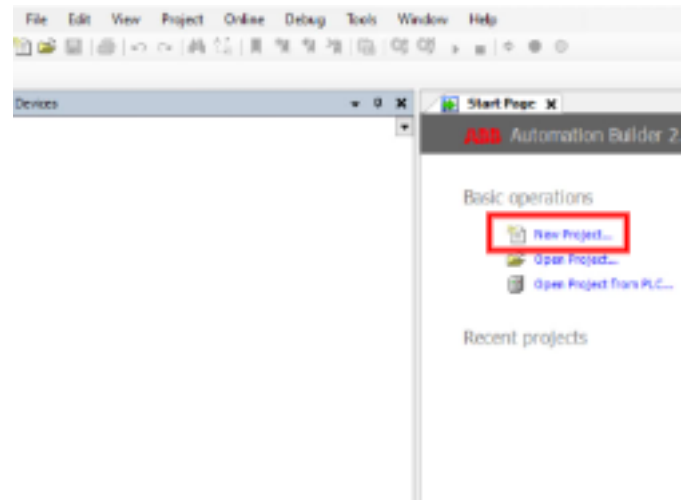 File Edit View Project Online Debug Tools Window Help
Devices
Start Page
ABB Automation Builder 2.
Basic operations
New Project...
Open Project...
Open Project from PLC...
Recent projects